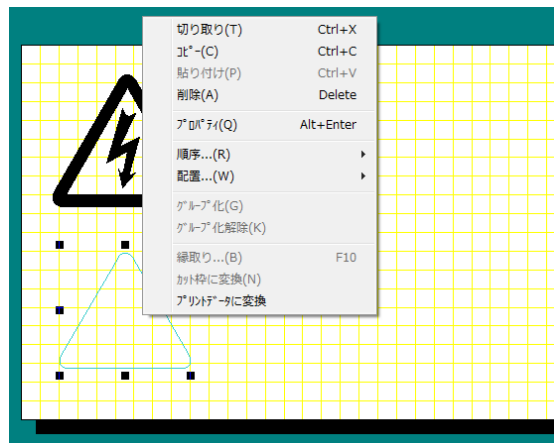 切り取り(T) Ctrl+X
ｺﾋﾟｰ(C) Ctrl+C
貼り付け(P) Ctrl+V
削除(A) Delete
ﾌﾟﾛﾊﾟﾃｨ(Q) Alt+Enter
順序...(R)
配置...(W)
ｸﾞﾙｰﾌﾟ化(G)
ｸﾞﾙｰﾌﾟ化解除(K)
縁取り...(B) F10
ｶｯﾄ枠に変換(N)
ﾌﾟﾘﾝﾄﾃﾞｰﾀに変換